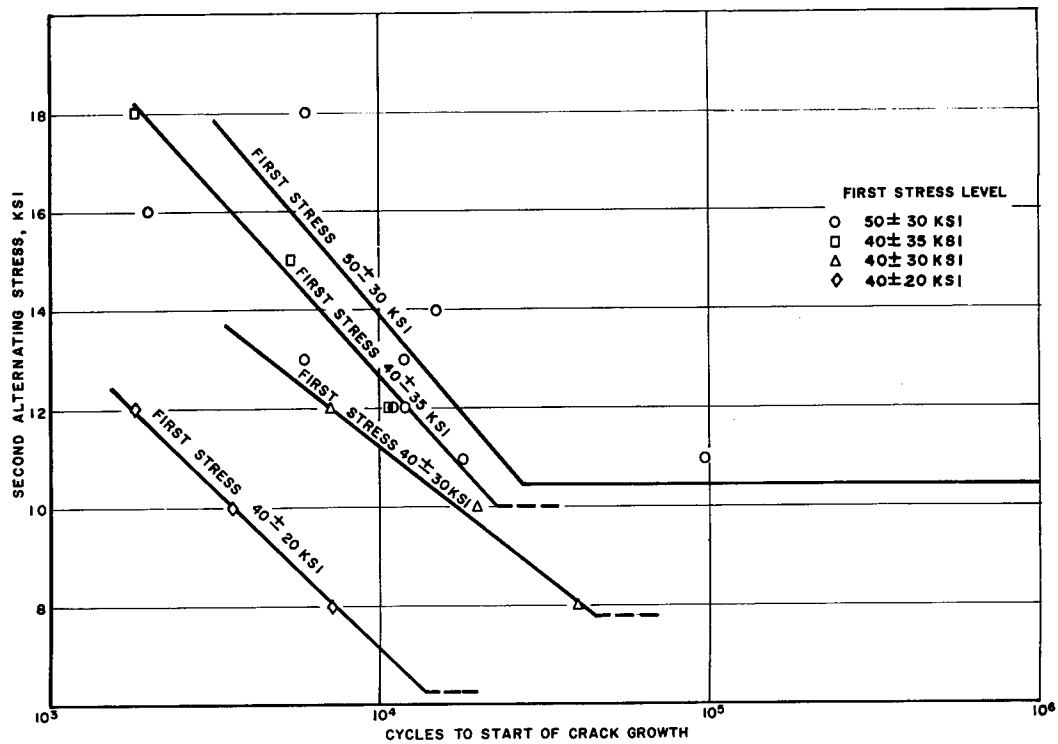 SECOND ALTERNATING STRESS, KSI
18
16
14
12
10
8
FIRST STRESS 50 ± 30 KSI
FIRST STRESS 40 ± 35 KSI
FIRST STRESS 40 ± 30 KSI
FIRST STRESS 40 ± 20 KSI
FIRST STRESS LEVEL
50 ± 30 KSI
40 ± 35 KSI
40 ± 30 KSI
40 ± 20 KSI
10³
10⁴
10⁵
10⁶
CYCLES TO START OF CRACK GROWTH